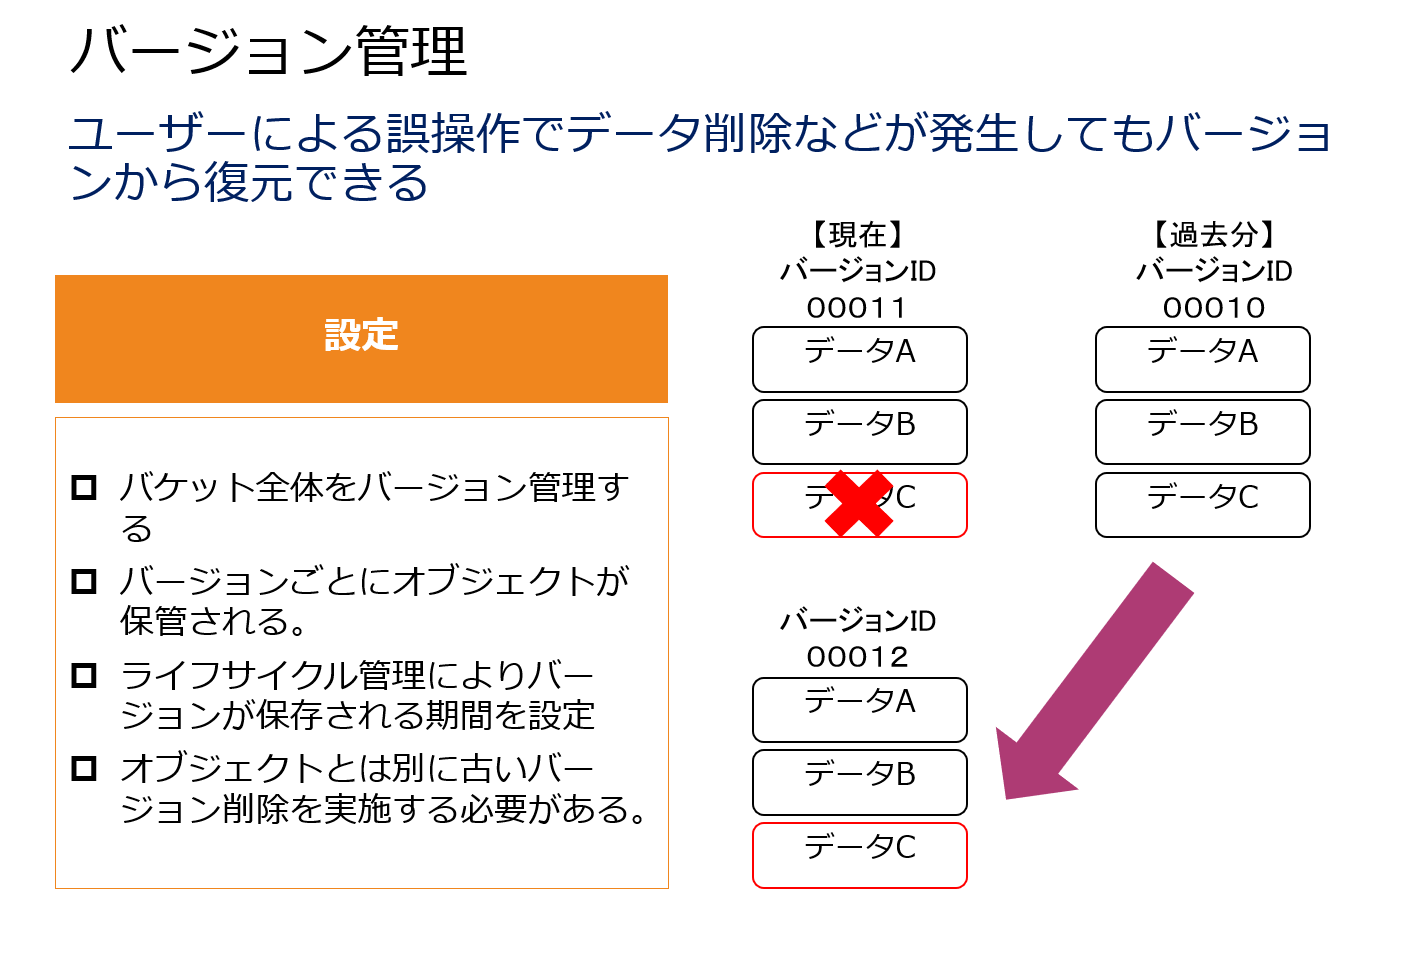 バージョン管理
ユーザーによる誤操作でデータ削除などが発生してもバージョ
ンから復元できる
設定
バケット全体をバージョン管理す
る
バージョンごとにオブジェクトが
保管される。
ライフサイクル管理によりバー
ジョンが保存される期間を設定
オブジェクトとは別に古いバー
ジョン削除を実施する必要がある。
【現在】
バージョンID
00011
データA
データB
データC
【過去分】
バージョンID
00010
データA
データB
データC
バージョンID
00012
データA
データB
データC